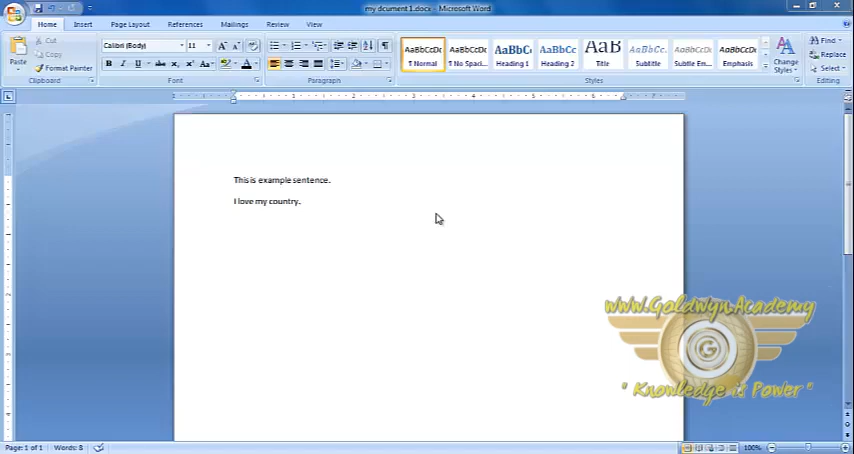 my dcument 1.docx - Microsoft Word
Home Insert Page Layout References Mailings Review View
Cut
Copy
Format Painter
Paste
Clipboard
Calibri (Body) 11
Font
Paragraph
AaBbCcDc AaBbCcDc AaBbCc AaBbCc AaB AaBbCc. AaBbCcDc AaBbCcDc
¶ Normal ¶ No Spaci... Heading 1 Heading 2 Title Subtitle Subtle Em... Emphasis
Change Styles
Styles
Find
Replace
Select
Editing
This is example sentence.
I love my country.
www.GoldwynAcademy
G
" Knowledge is Power "
Page: 1 of 1 Words: 8 100%